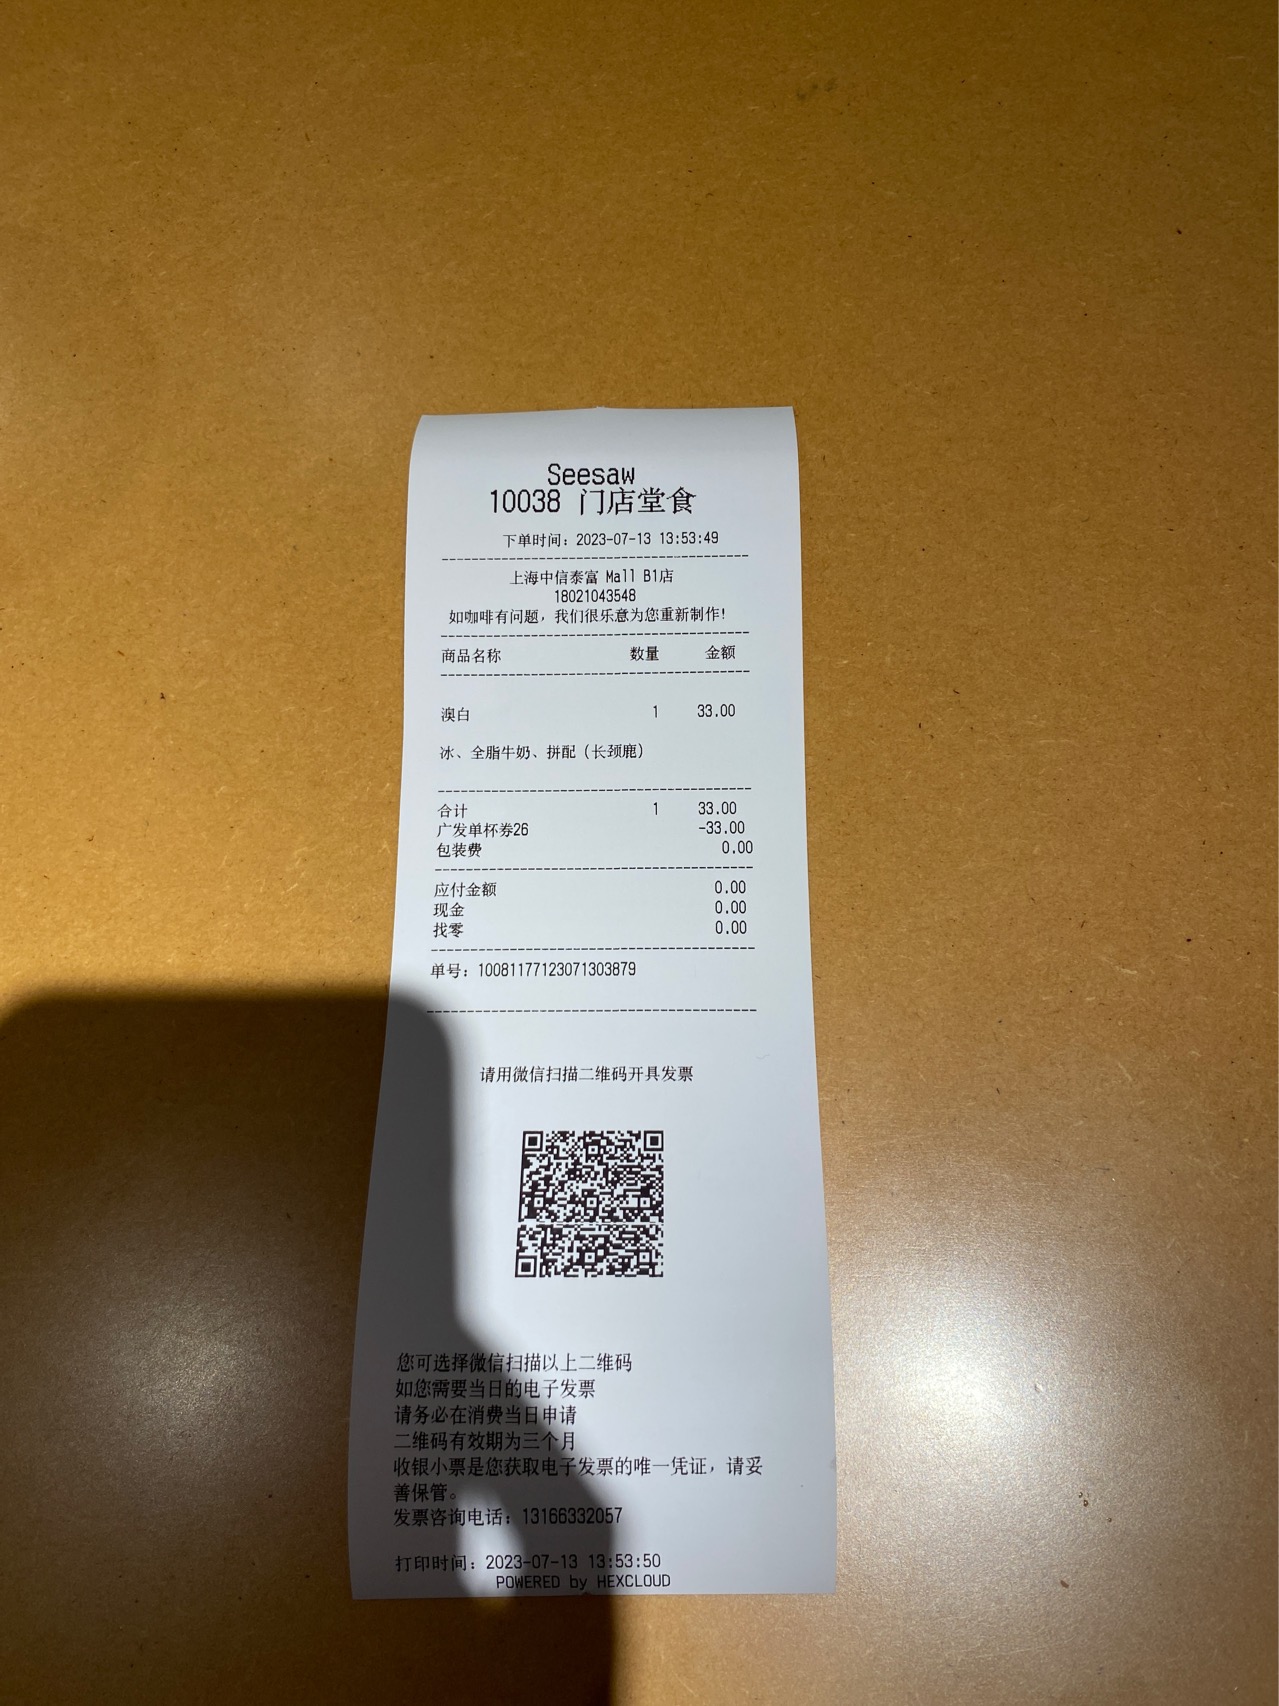 Seesaw
10038 门店堂食
下单时间：2023-07-13 13:53:49
上海中信泰富 Mall B1店
18021043548
如咖啡有问题，我们很乐意为您重新制作！
商品名称 数量 金额
澳白 1 33.00
冰、全脂牛奶、拼配（长颈鹿）
合计 1 33.00
广发单杯券26 -33.00
包装费 0.00
应付金额 0.00
现金 0.00
找零 0.00
单号：10081177123071303879
请用微信扫描二维码开具发票
您可选择微信扫描以上二维码
如您需要当日的电子发票
请务必在消费当日申请
二维码有效期为三个月
收银小票是您获取电子发票的唯一凭证，请妥
善保管。
发票咨询电话：13166332057
打印时间：2023-07-13 13:53:50
POWERED by HEXCLOUD